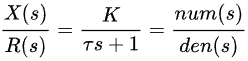 X(s)/R(s) = K/(τs + 1) = num(s)/den(s)